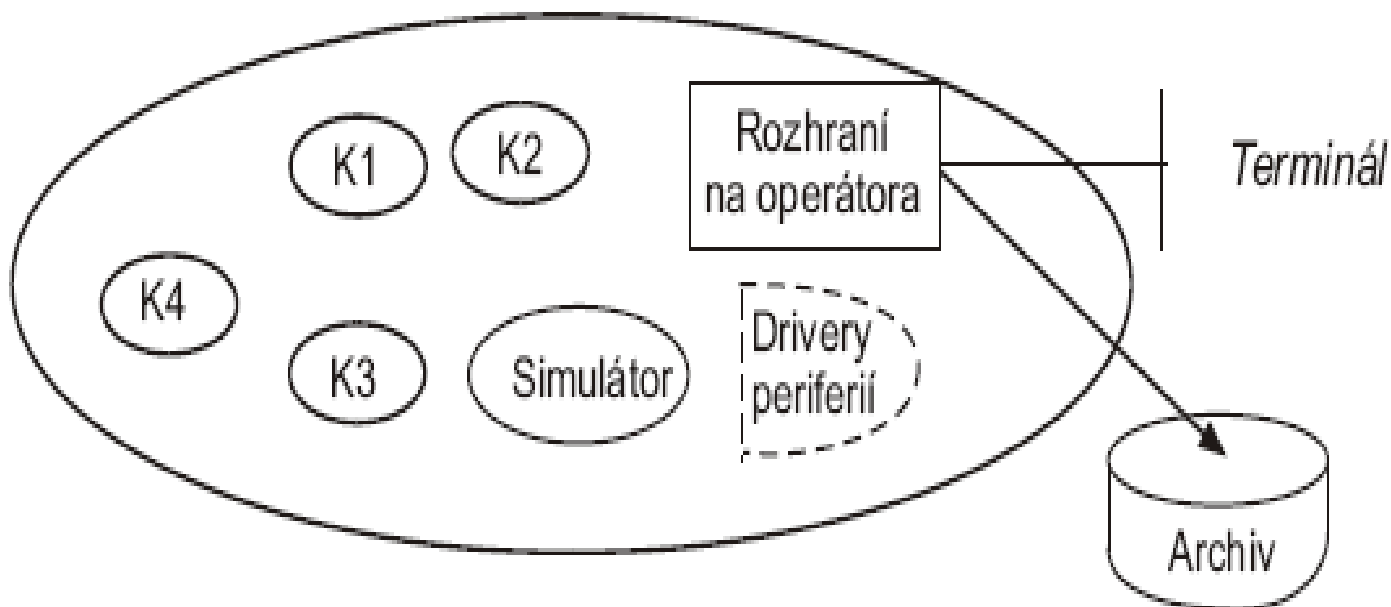 K1
K2
Rozhraní
na operátora
Terminál
K4
K3
Simulátor
Drivery
periferií
Archiv